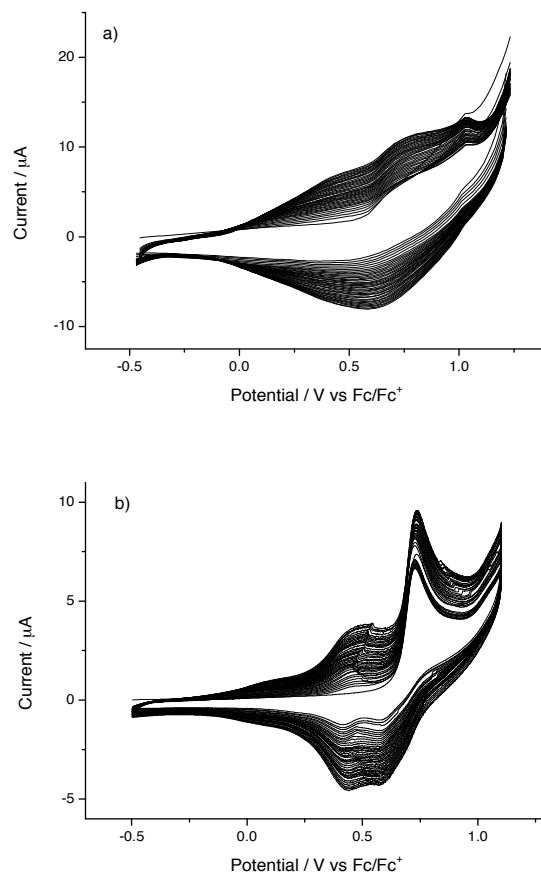 a)
20
10
0
-10
Current / μA
-0.5 0.0 0.5 1.0
Potential / V vs Fc/Fc⁺
b)
10
5
0
-5
Current / μA
-0.5 0.0 0.5 1.0
Potential / V vs Fc/Fc⁺